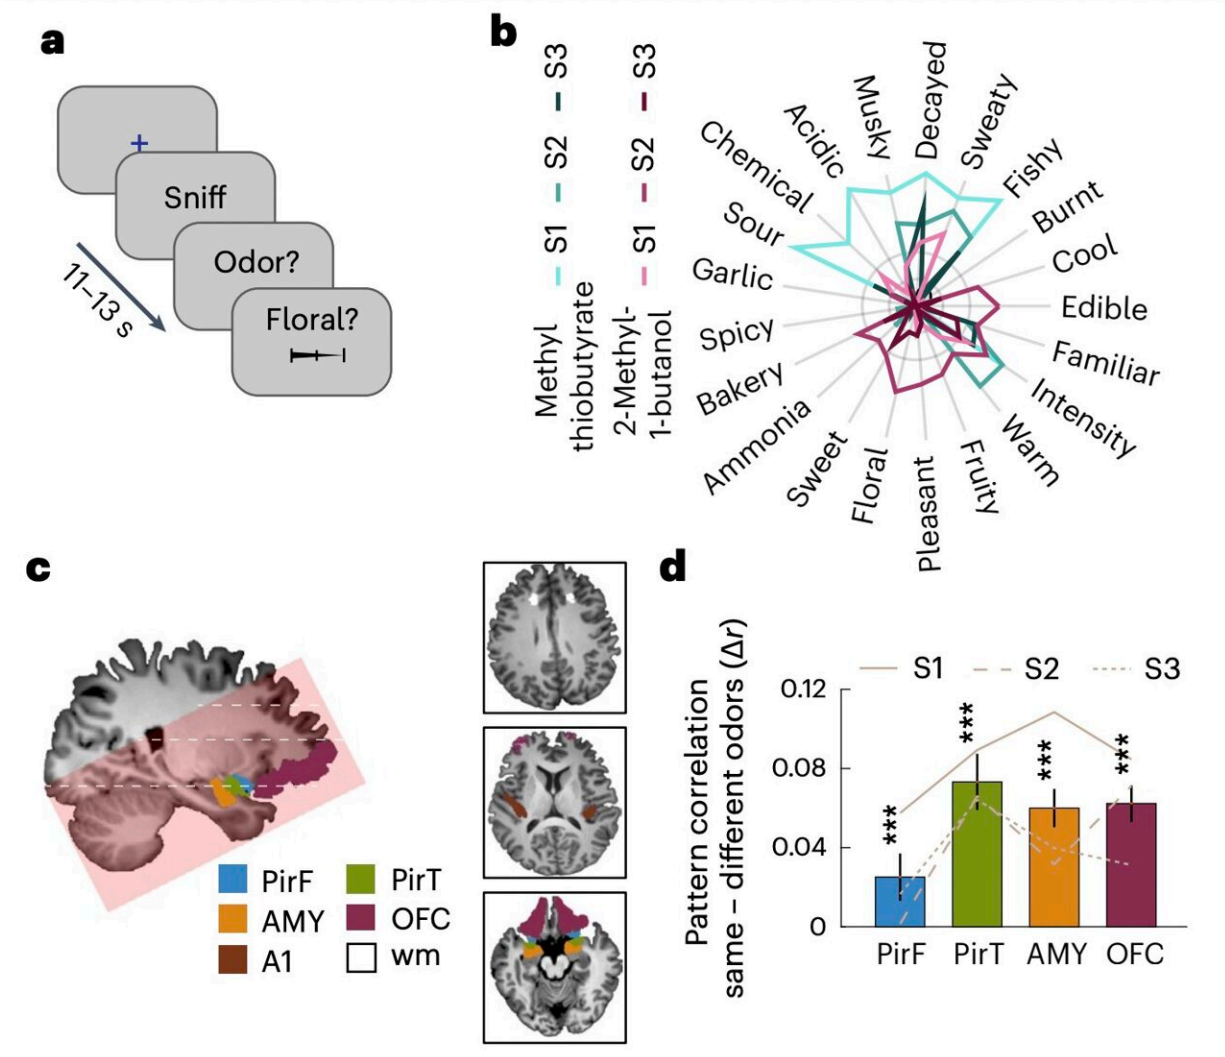 a
+
Sniff
Odor?
Floral?
11–13 s
b
S1 S2 S3
Methyl
thiobutyrate
S1 S2 S3
2-Methyl-
1-butanol
Decayed
Sweaty
Fishy
Burnt
Cool
Edible
Familiar
Intensity
Warm
Fruity
Pleasant
Floral
Sweet
Ammonia
Bakery
Spicy
Garlic
Sour
Chemical
Acidic
Musky
c
PirF
PirT
AMY
OFC
A1
wm
d
S1 S2 S3
Pattern correlation
same – different odors (Δr)
0.12
0.08
0.04
0
***
***
***
***
PirF PirT AMY OFC